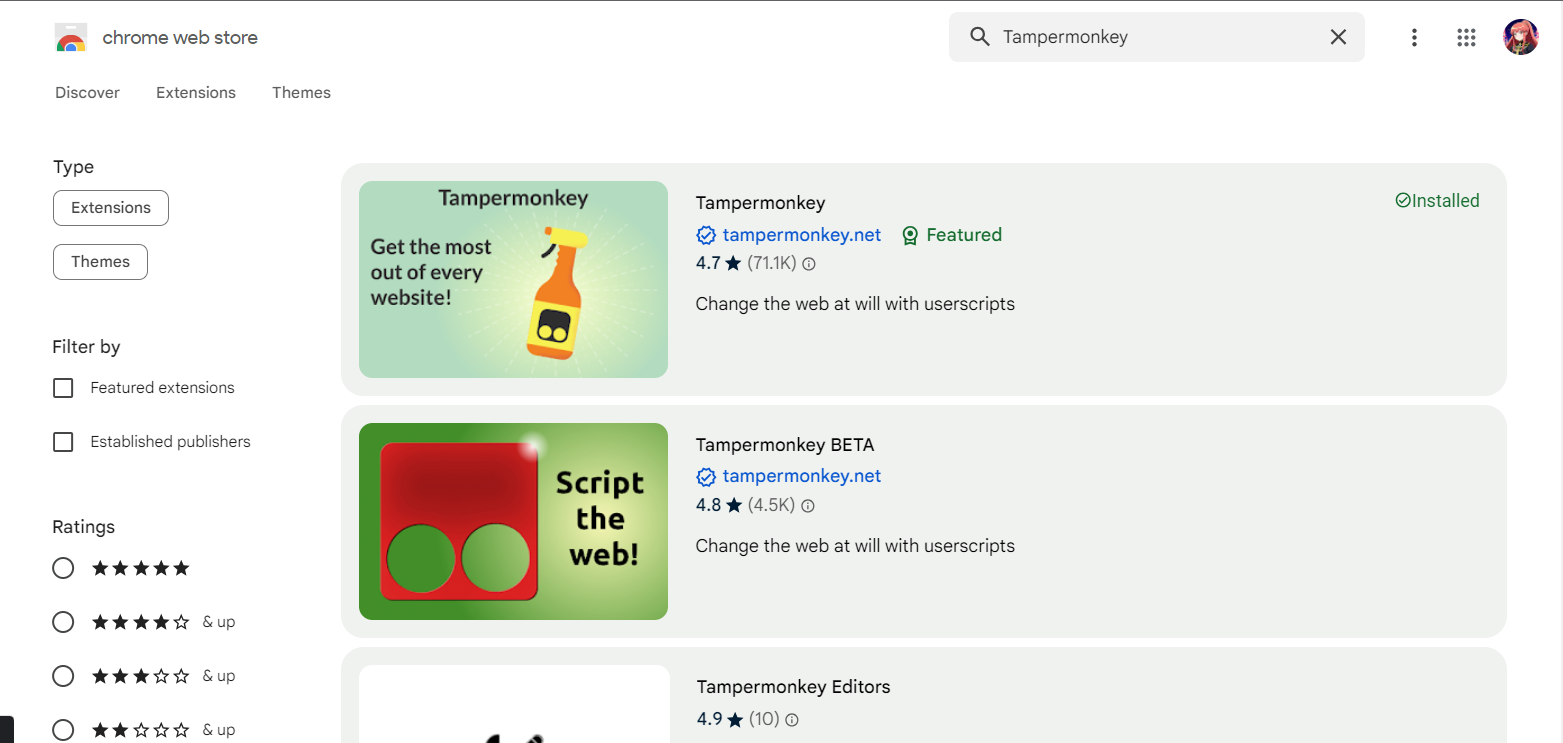 chrome web store
Tampermonkey
Discover
Extensions
Themes
Type
Extensions
Themes
Filter by
Featured extensions
Established publishers
Ratings
& up
& up
& up
Tampermonkey
Get the most
out of every
website!
Tampermonkey
Installed
tampermonkey.net
Featured
4.7 ★ (71.1K)
Change the web at will with userscripts
Script
the
web!
Tampermonkey BETA
tampermonkey.net
4.8 ★ (4.5K)
Change the web at will with userscripts
Tampermonkey Editors
4.9 ★ (10)